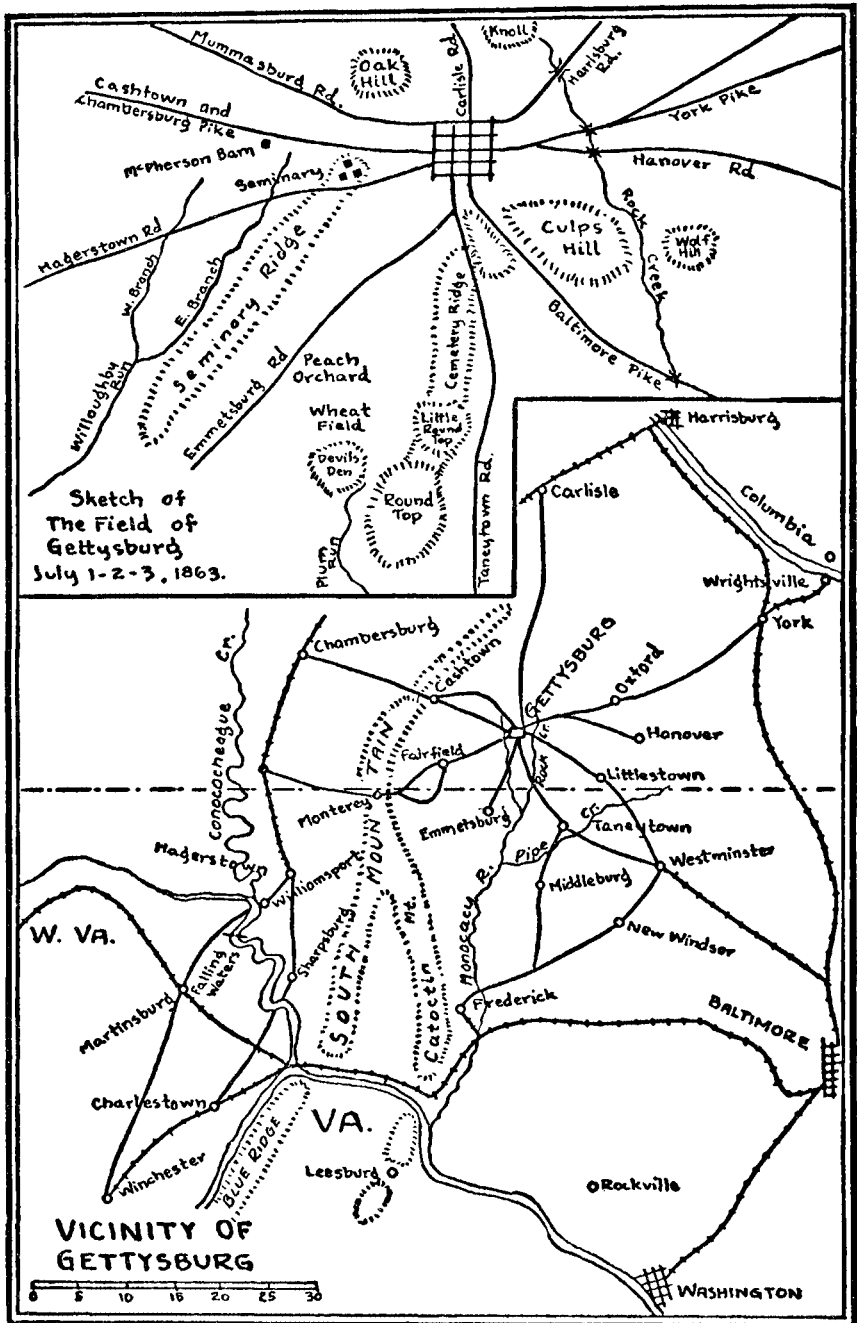 Knoll
Mummasburd Rd.
Oak
Hill
Carlisle Rd.
Harrisburg
Rd.
Cashtown and
Chambersburg
Pike
York Pike
McPherson Barn
Hanover Rd.
Seminary
Hagerstown Rd
W. Branch
E. Branch
Seminory Ridge
Culps
Hill
Rock
Creek
Wolf
Hill
Willoughby
Run
Emmetsburg Rd
Peach
Orchard
Cemetery Ridge
Baltimore Pike
Wheat
Field
Little
Round
Top
Devils
Den
Round
Top
Plum
Run
Taneytown Rd.
Sketch of
The Field of
Gettysburg
July 1-2-3, 1863.
Harrisburg
Carlisle
Columbia
Wrightsville
York
Chambersburg
Cashtown
GETTYSBURG
Oxford
Hanover
Conococheague Cr.
Fairfield
Rock Cr.
Littlestown
Monterey
Emmetsburg
Pipe Cr.
Taneytown
Hagerstown
Williamsport
SOUTH MOUNTAIN
Mt.
Catoctin
Monocacy R.
Middleburg
Westminster
W. VA.
Sharpsburg
New Windsor
Martinsburg
Falling
Waters
Frederick
BALTIMORE
Charlestown
VA.
BLUE RIDGE
Leesburg
Winchester
Rockville
VICINITY OF
GETTYSBURG
0 5 10 15 20 25 30
WASHINGTON